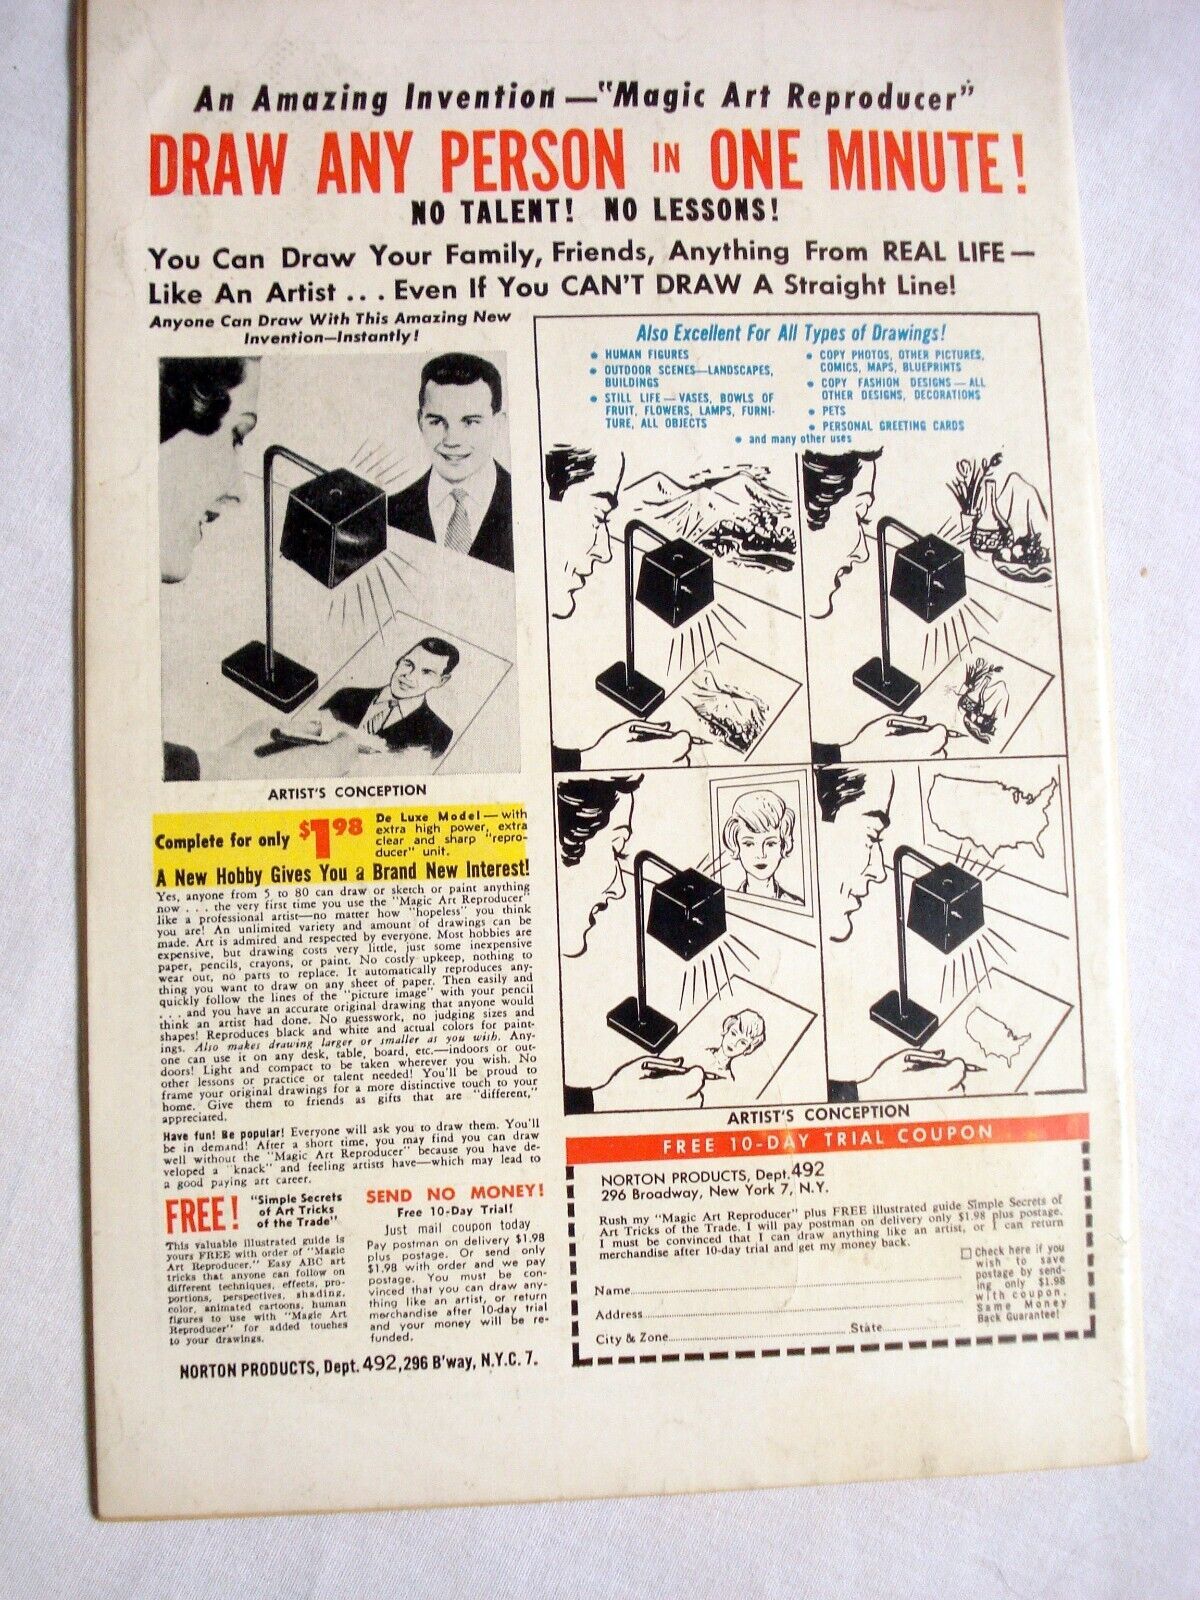 An Amazing Invention — "Magic Art Reproducer"
DRAW ANY PERSON IN ONE MINUTE!
NO TALENT! NO LESSONS!
You Can Draw Your Family, Friends, Anything From REAL LIFE —
Like An Artist . . . Even If You CAN'T DRAW A Straight Line!
Anyone Can Draw With This Amazing New
Invention—Instantly!
ARTIST'S CONCEPTION
Complete for only $1.98
De Luxe Model — with
extra high power, extra
clear and sharp "repro-
ducer" unit.
A New Hobby Gives You a Brand New Interest!
Yes, anyone from 5 to 80 can draw or sketch or paint anything
now . . . the very first time you use the "Magic Art Reproducer"
like a professional artist—no matter how "hopeless" you think
you are! An unlimited variety and amount of drawings can be
made. Art is admired and respected by everyone. Most hobbies are
expensive, but drawing costs very little, just some inexpensive
paper, pencils, crayons, or paint. No costly upkeep, nothing to
wear out, no parts to replace. It automatically reproduces any-
thing you want to draw on any sheet of paper. Then easily and
quickly follow the lines of the "picture image" with your pencil
. . . and you have an accurate original drawing that anyone would
think an artist had done. No guesswork, no judging sizes and
shapes! Reproduces black and white and actual colors for paint-
ings. Also makes drawing larger or smaller as you wish. Any-
one can use it on any desk, table, board, etc.—indoors or out-
doors! Light and compact to be taken wherever you wish. No
other lessons or practice or talent needed! You'll be proud to
frame your original drawings for a more distinctive touch to your
home. Give them to friends as gifts that are "different,"
appreciated.
Have fun! Be popular! Everyone will ask you to draw them. You'll
be in demand! After a short time, you may find you can draw
well without the "Magic Art Reproducer" because you have de-
veloped a "knack" and feeling artists have—which may lead to
a good paying art career.
FREE! "Simple Secrets
of Art Tricks
of the Trade"
This valuable illustrated guide is
yours FREE with order of "Magic
Art Reproducer." Easy ABC art
tricks that anyone can follow on
different techniques, effects, pro-
portions, perspectives, shading,
color, animated cartoons, human
figures to use with "Magic Art
Reproducer" for added touches
to your drawings.
SEND NO MONEY!
Free 10-Day Trial!
Just mail coupon today
Pay postman on delivery $1.98
plus postage. Or send only
$1.98 with order and we pay
postage. You must be con-
vinced that you can draw any-
thing like an artist, or return
merchandise after 10-day trial
and your money will be re-
funded.
NORTON PRODUCTS, Dept. 492, 296 B'way, N.Y.C. 7.
Also Excellent For All Types of Drawings!
• HUMAN FIGURES
• OUTDOOR SCENES—LANDSCAPES,
BUILDINGS
• STILL LIFE — VASES, BOWLS OF
FRUIT, FLOWERS, LAMPS, FURNI-
TURE, ALL OBJECTS
• COPY PHOTOS, OTHER PICTURES,
COMICS, MAPS, BLUEPRINTS
• COPY FASHION DESIGNS — ALL
OTHER DESIGNS, DECORATIONS
• PETS
• PERSONAL GREETING CARDS
• and many other uses
ARTIST'S CONCEPTION
FREE 10-DAY TRIAL COUPON
NORTON PRODUCTS, Dept. 492
296 Broadway, New York 7, N.Y.
Rush my "Magic Art Reproducer" plus FREE illustrated guide Simple Secrets of
Art Tricks of the Trade. I will pay postman on delivery only $1.98 plus postage.
I must be convinced that I can draw anything like an artist, or I can return
merchandise after 10-day trial and get my money back.
Check here if you
wish to save
postage by send-
ing only $1.98
with coupon.
Same Money
Back Guarantee!
Name
Address
City & Zone State